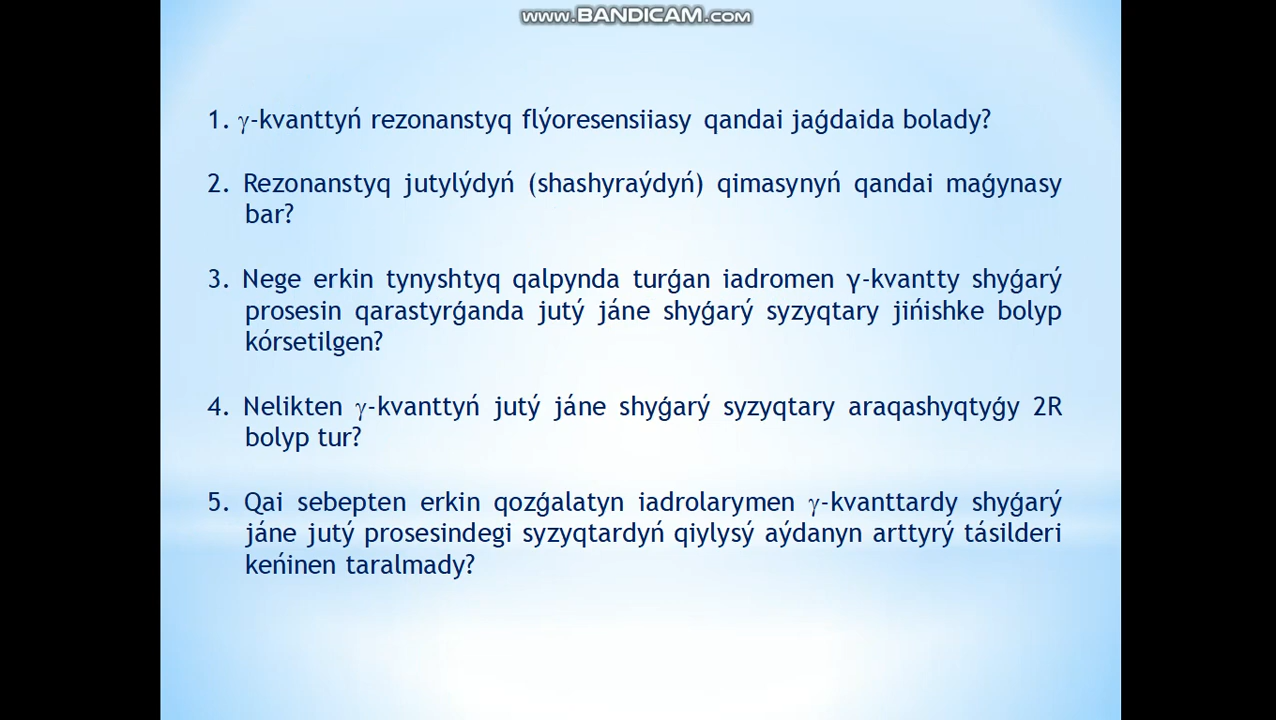 www.BANDICAM.com
1. γ-kvanttyń rezonanstyq flýoresensiiasy qandai jaǵdaida bolady?
2. Rezonanstyq jutylýdyń (shashyraýdyń) qimasynyń qandai maǵynasy
bar?
3. Nege erkin tynyshtyq qalpynda turǵan iadromen γ-kvantty shyǵarý
prosesin qarastyrǵanda jutý jáne shyǵarý syzyqtary jińishke bolyp
kórsetilgen?
4. Nelikten γ-kvanttyń jutý jáne shyǵarý syzyqtary araqashyqtyǵy 2R
bolyp tur?
5. Qai sebepten erkin qozǵalatyn iadrolarymen γ-kvanttardy shyǵarý
jáne jutý prosesindegi syzyqtardyń qiylysý aýdanyn arttyrý tásilderi
keńinen taralmady?